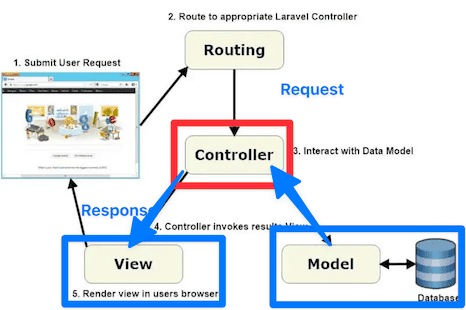 2. Route to appropriate Laravel Controller
Routing
1. Submit User Request
Request
Controller
3. Interact with Data Model
Response
4. Controller invokes results View
View
Model
5. Render view in users browser
Database